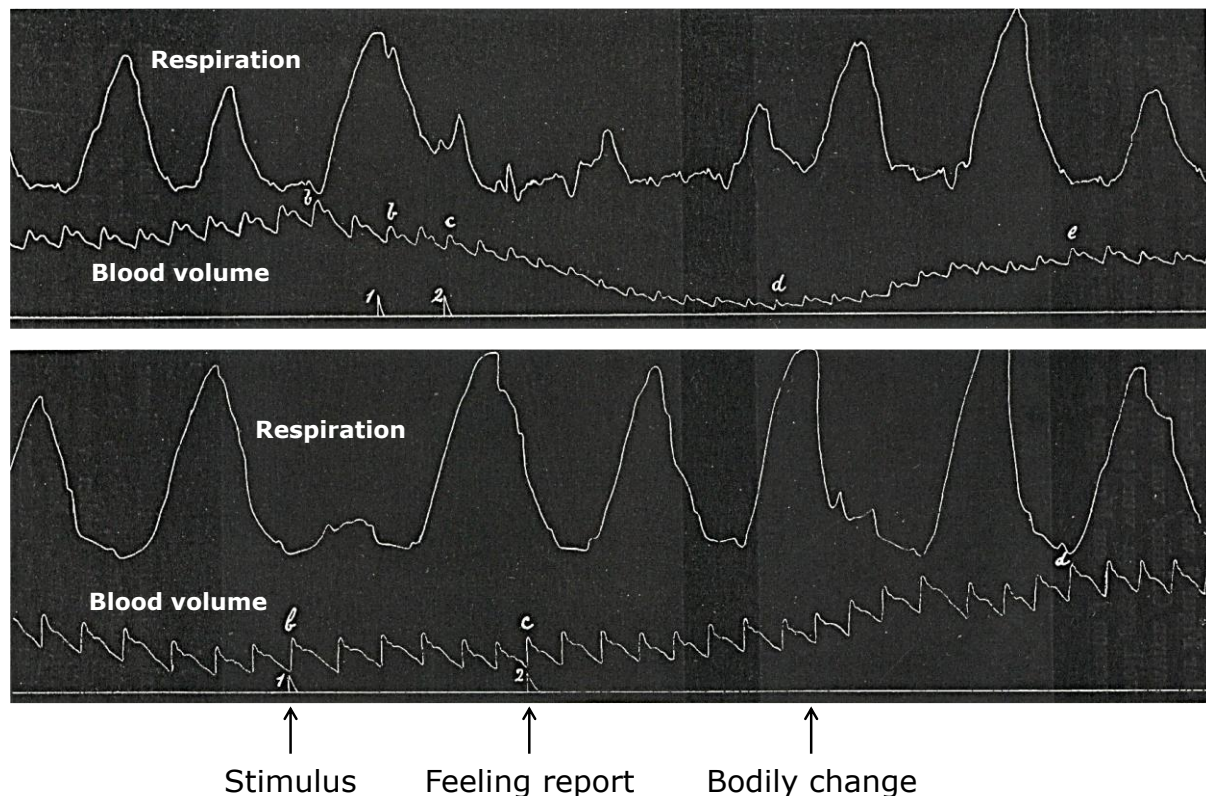 Respiration
b
b c
Blood volume
d
e
1 2
Respiration
Blood volume
b c d
1 2
Stimulus Feeling report Bodily change